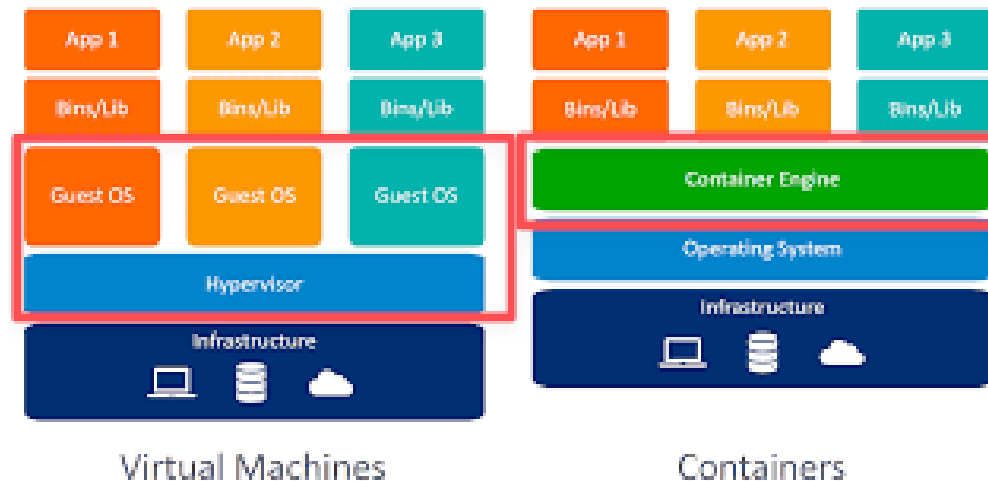 App 1 App 2 App 3
Bins/Lib Bins/Lib Bins/Lib
Guest OS Guest OS Guest OS
Hypervisor
Infrastructure
Virtual Machines
App 1 App 2 App 3
Bins/Lib Bins/Lib Bins/Lib
Container Engine
Operating System
Infrastructure
Containers